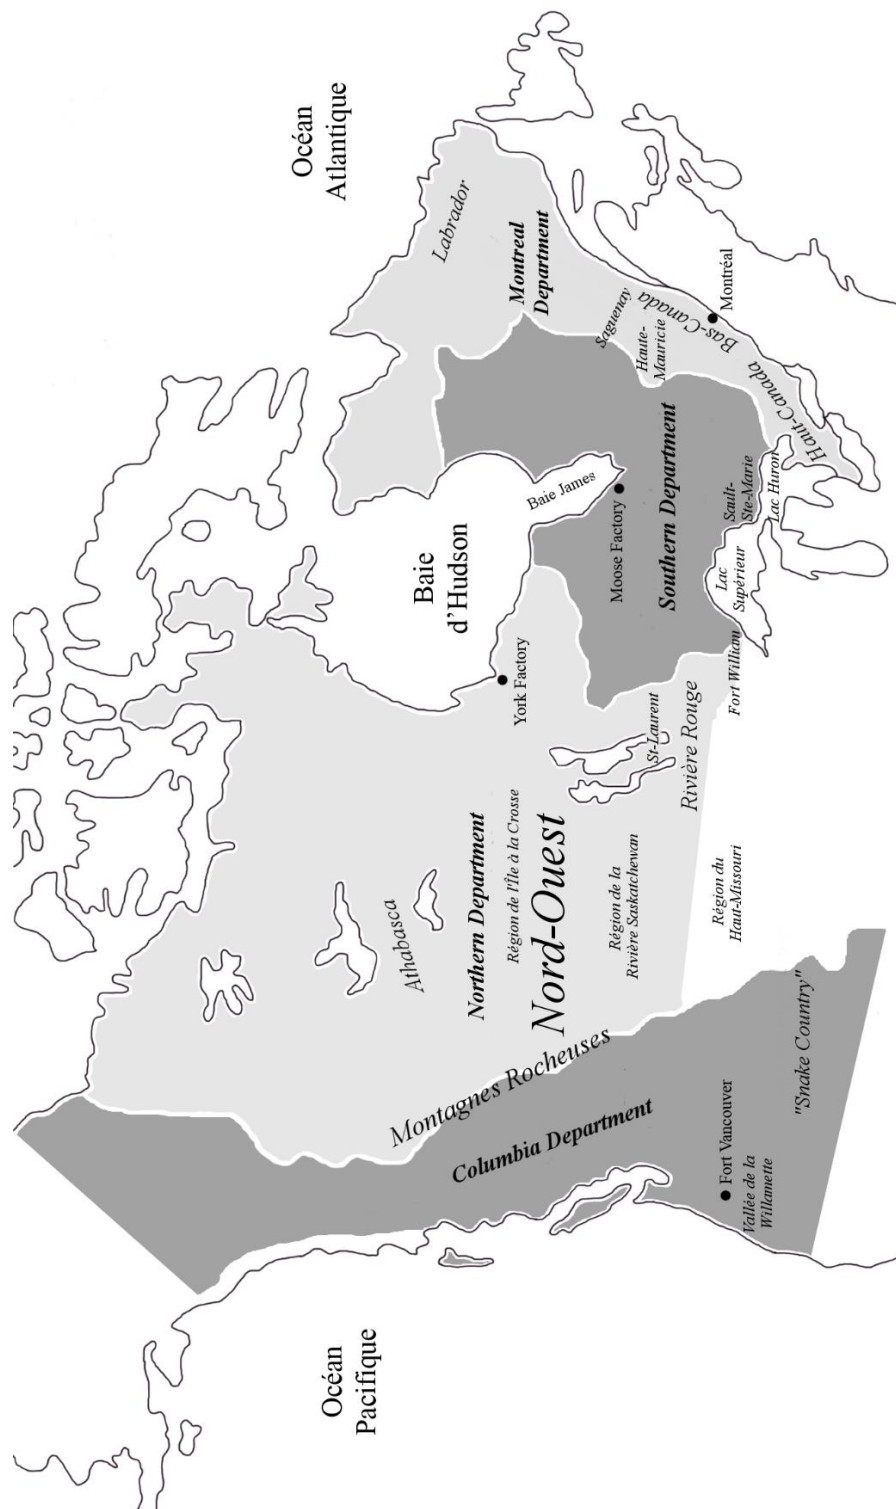 Océan
Pacifique
Océan
Atlantique
Labrador
Montreal
Department
Saguenay
Haute-
Mauricie
Bas-Canada
Montréal
Haut-Canada
Baie
d'Hudson
Baie James
Moose Factory
Southern Department
Sault-
Ste-Marie
Lac Huron
Lac
Supérieur
York Factory
Fort William
St-Laurent
Rivière Rouge
Athabasca
Northern Department
Région de l'Île à la Crosse
Nord-Ouest
Région de la
Rivière Saskatchewan
Région du
Haut-Missouri
Montagnes Rocheuses
Columbia Department
"Snake Country"
Fort Vancouver
Vallée de la
Willamette